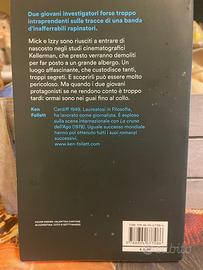 Due giovani investigatori forse troppo
intraprendenti sulle tracce di una banda
d'inafferrabili rapinatori.
Mick e Izzy sono riusciti a entrare di
nascosto negli studi cinematografici
Kellerman, che presto verranno demoliti per
far posto a un grande albergo. Un
luogo affascinante, che custodisce tanti,
troppi segreti. E scoprirli può essere molto
pericoloso. Ma quando i due giovani
protagonisti se ne rendono conto è troppo
tardi: ormai sono nei guai fino al collo.
Ken
Follett
Cardiff 1949. Laureatosi in Filosofia,
ha lavorato come giornalista. È esploso
sulla scena internazionale con La cruna
dell'Ago (1978). Uguale successo mondiale
hanno poi ottenuto tutti i suoi romanzi
successivi.
www.ken-follett.com
subito